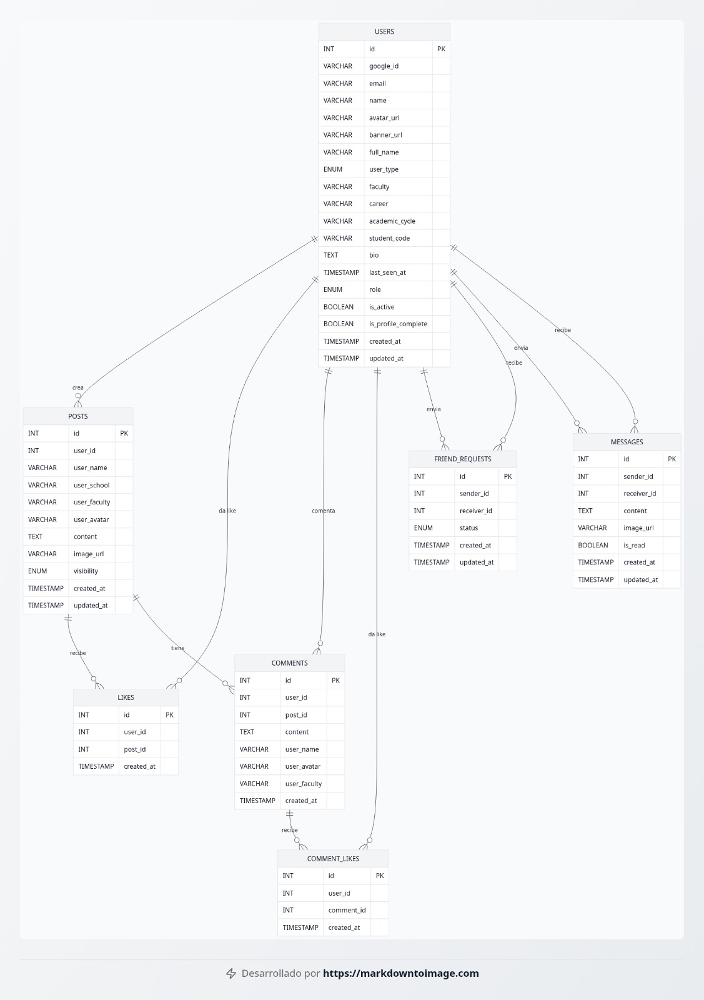 USERS
INT id PK
VARCHAR google_id
VARCHAR email
VARCHAR name
VARCHAR avatar_url
VARCHAR banner_url
VARCHAR full_name
ENUM user_type
VARCHAR faculty
VARCHAR career
VARCHAR academic_cycle
VARCHAR student_code
TEXT bio
TIMESTAMP last_seen_at
ENUM role
BOOLEAN is_active
BOOLEAN is_profile_complete
TIMESTAMP created_at
TIMESTAMP updated_at
recibe
envia
recibe
crea
envia
POSTS
INT id PK
INT user_id
VARCHAR user_name
VARCHAR user_school
VARCHAR user_faculty
VARCHAR user_avatar
TEXT content
VARCHAR image_url
ENUM visibility
TIMESTAMP created_at
TIMESTAMP updated_at
da like
comenta
FRIEND_REQUESTS
INT id PK
INT sender_id
INT receiver_id
ENUM status
TIMESTAMP created_at
TIMESTAMP updated_at
MESSAGES
INT id PK
INT sender_id
INT receiver_id
TEXT content
VARCHAR image_url
BOOLEAN is_read
TIMESTAMP created_at
TIMESTAMP updated_at
da like
recibe
tiene
LIKES
INT id PK
INT user_id
INT post_id
TIMESTAMP created_at
COMMENTS
INT id PK
INT user_id
INT post_id
TEXT content
VARCHAR user_name
VARCHAR user_avatar
VARCHAR user_faculty
TIMESTAMP created_at
recibe
COMMENT_LIKES
INT id PK
INT user_id
INT comment_id
TIMESTAMP created_at
Desarrollado por https://markdowntoimage.com